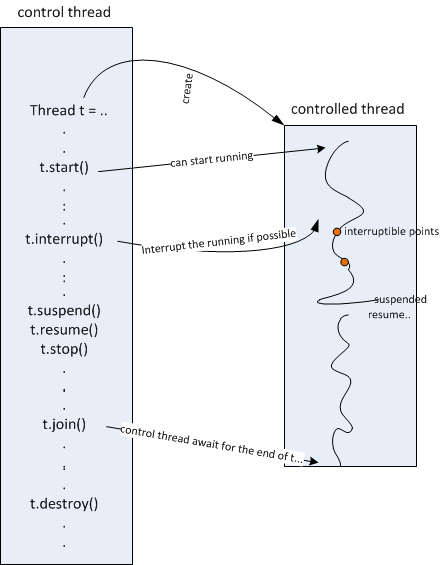 control thread
Thread t = ..
t.start()
t.interrupt()
t.suspend()
t.resume()
t.stop()
t.join()
t.destroy()
create
can start running
Interrupt the running if possible
control thread await for the end of t...
controlled thread
interruptible points
suspended
resume..